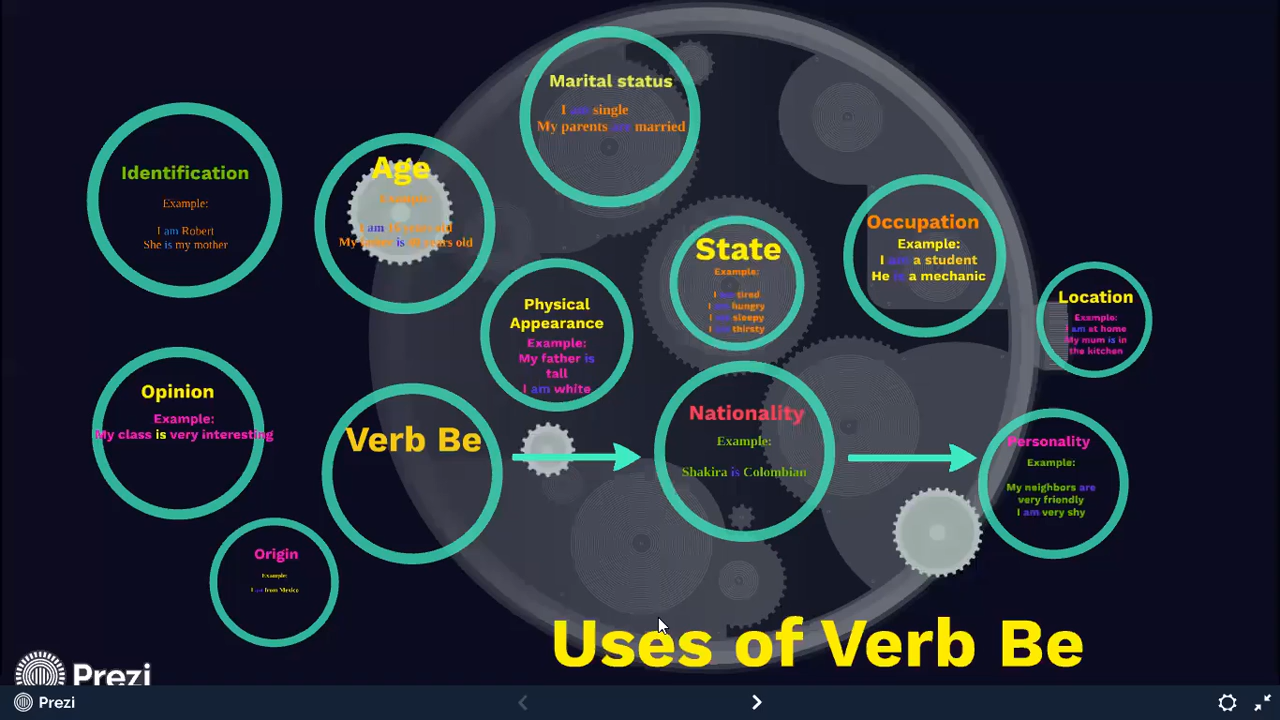 Marital status
I am single
My parents are married
Identification
Example:
I am Robert
She is my mother
Age
Example:
I am years old
My father is years old
State
Example:
I am tired
I am hungry
I am sleepy
I am thirsty
Occupation
Example:
I am a student
He is a mechanic
Location
Example:
I am at home
My mum is in
the kitchen
Physical
Appearance
Example:
My father is
tall
I am white
Opinion
Example:
My class is very interesting
Verb Be
Nationality
Example:
Shakira is Colombian
Personality
Example:
My neighbors are
very friendly
I am very shy
Origin
Example:
I am from Mexico
Uses of Verb Be
Prezi
Prezi